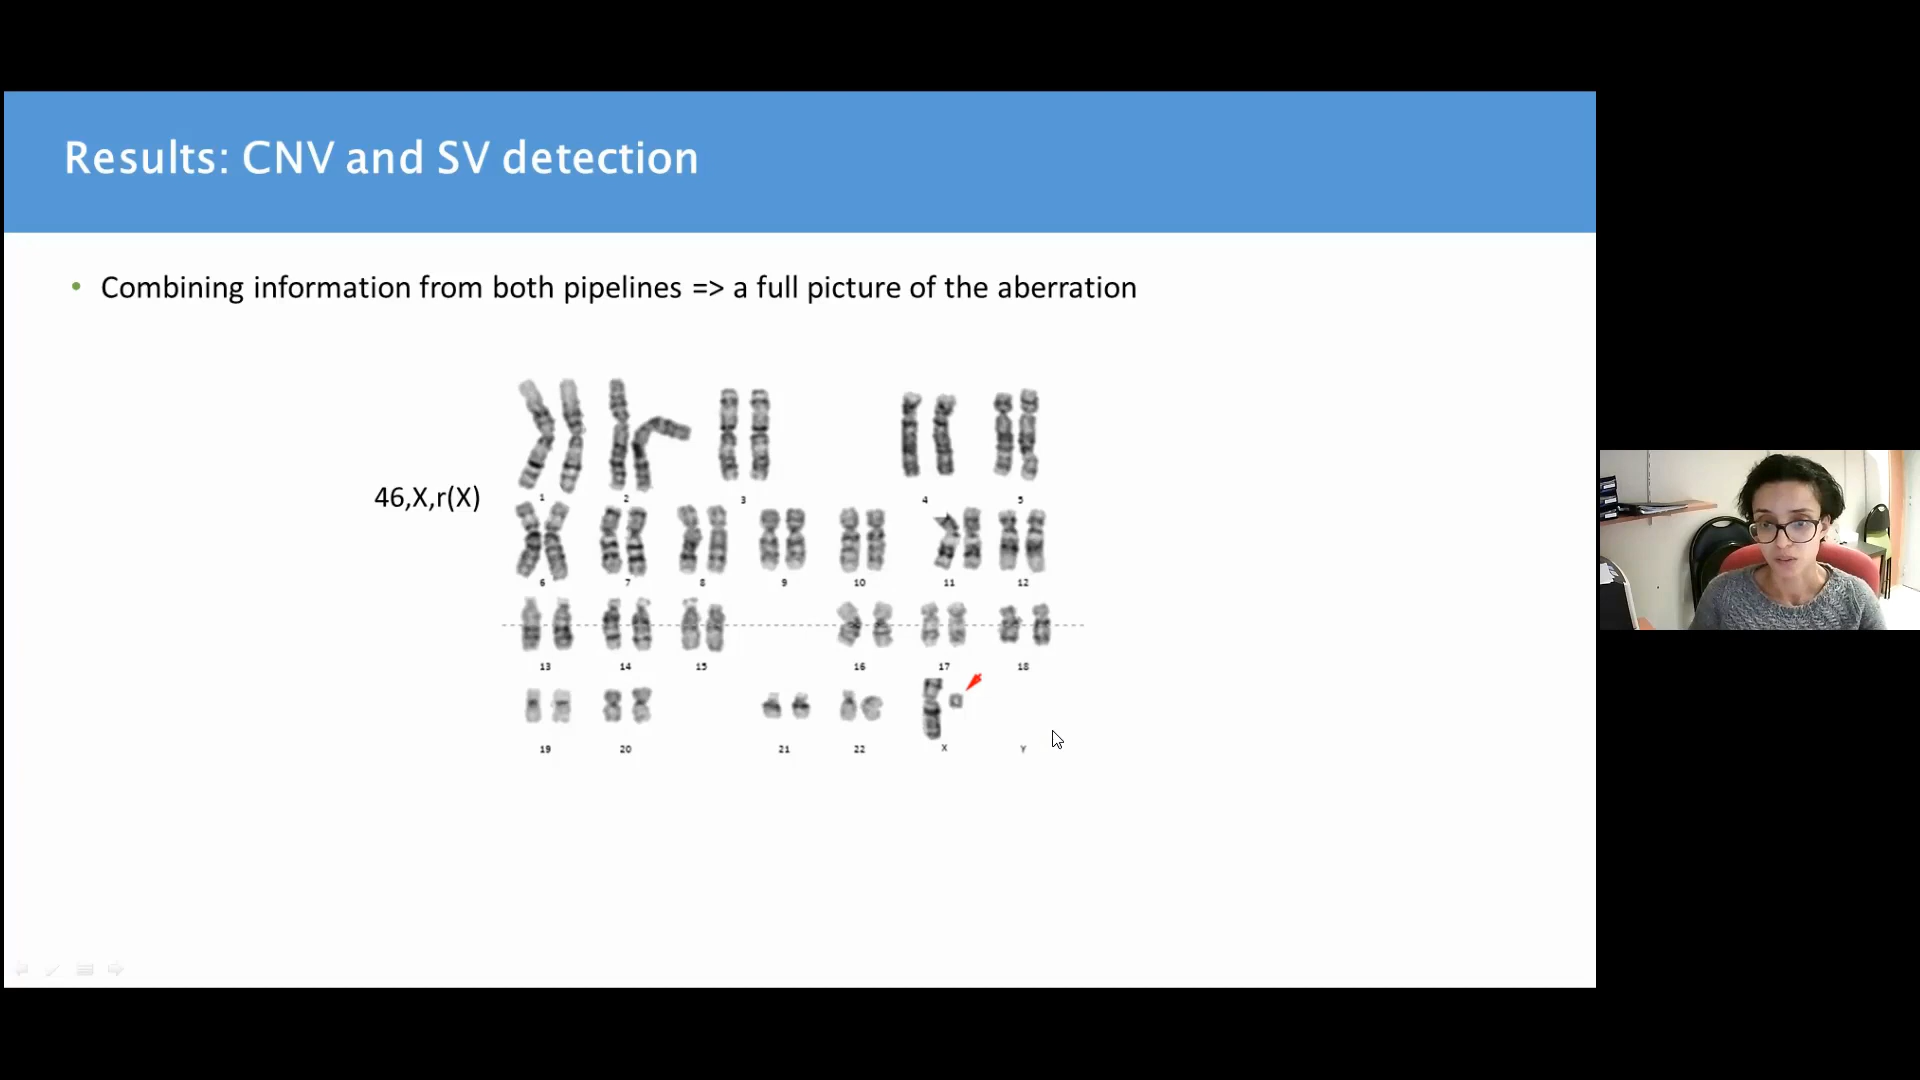 Results: CNV and SV detection
• Combining information from both pipelines => a full picture of the aberration
46,X,r(X)
1 2 3 4 5
6 7 8 9 10 11 12
13 14 15 16 17 18
19 20 21 22 X Y